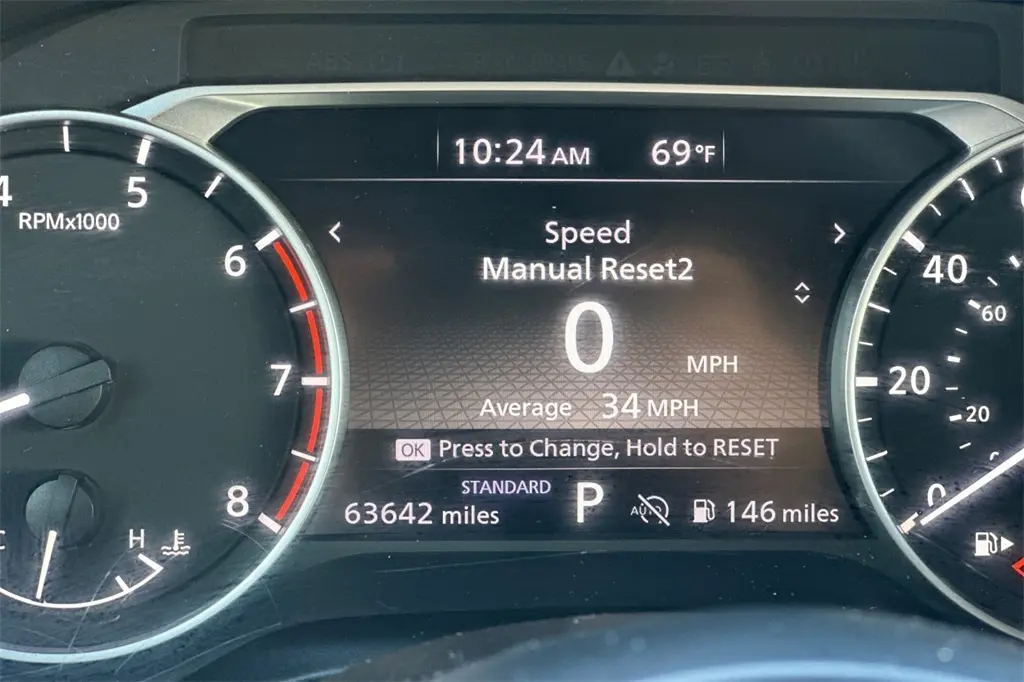 10:24 AM 69°F
Speed
Manual Reset2
0 MPH
Average 34 MPH
OK Press to Change, Hold to RESET
STANDARD
63642 miles P AUTO 146 miles
4 5 6 7 8
RPMx1000
C H
40 20 0
60 20